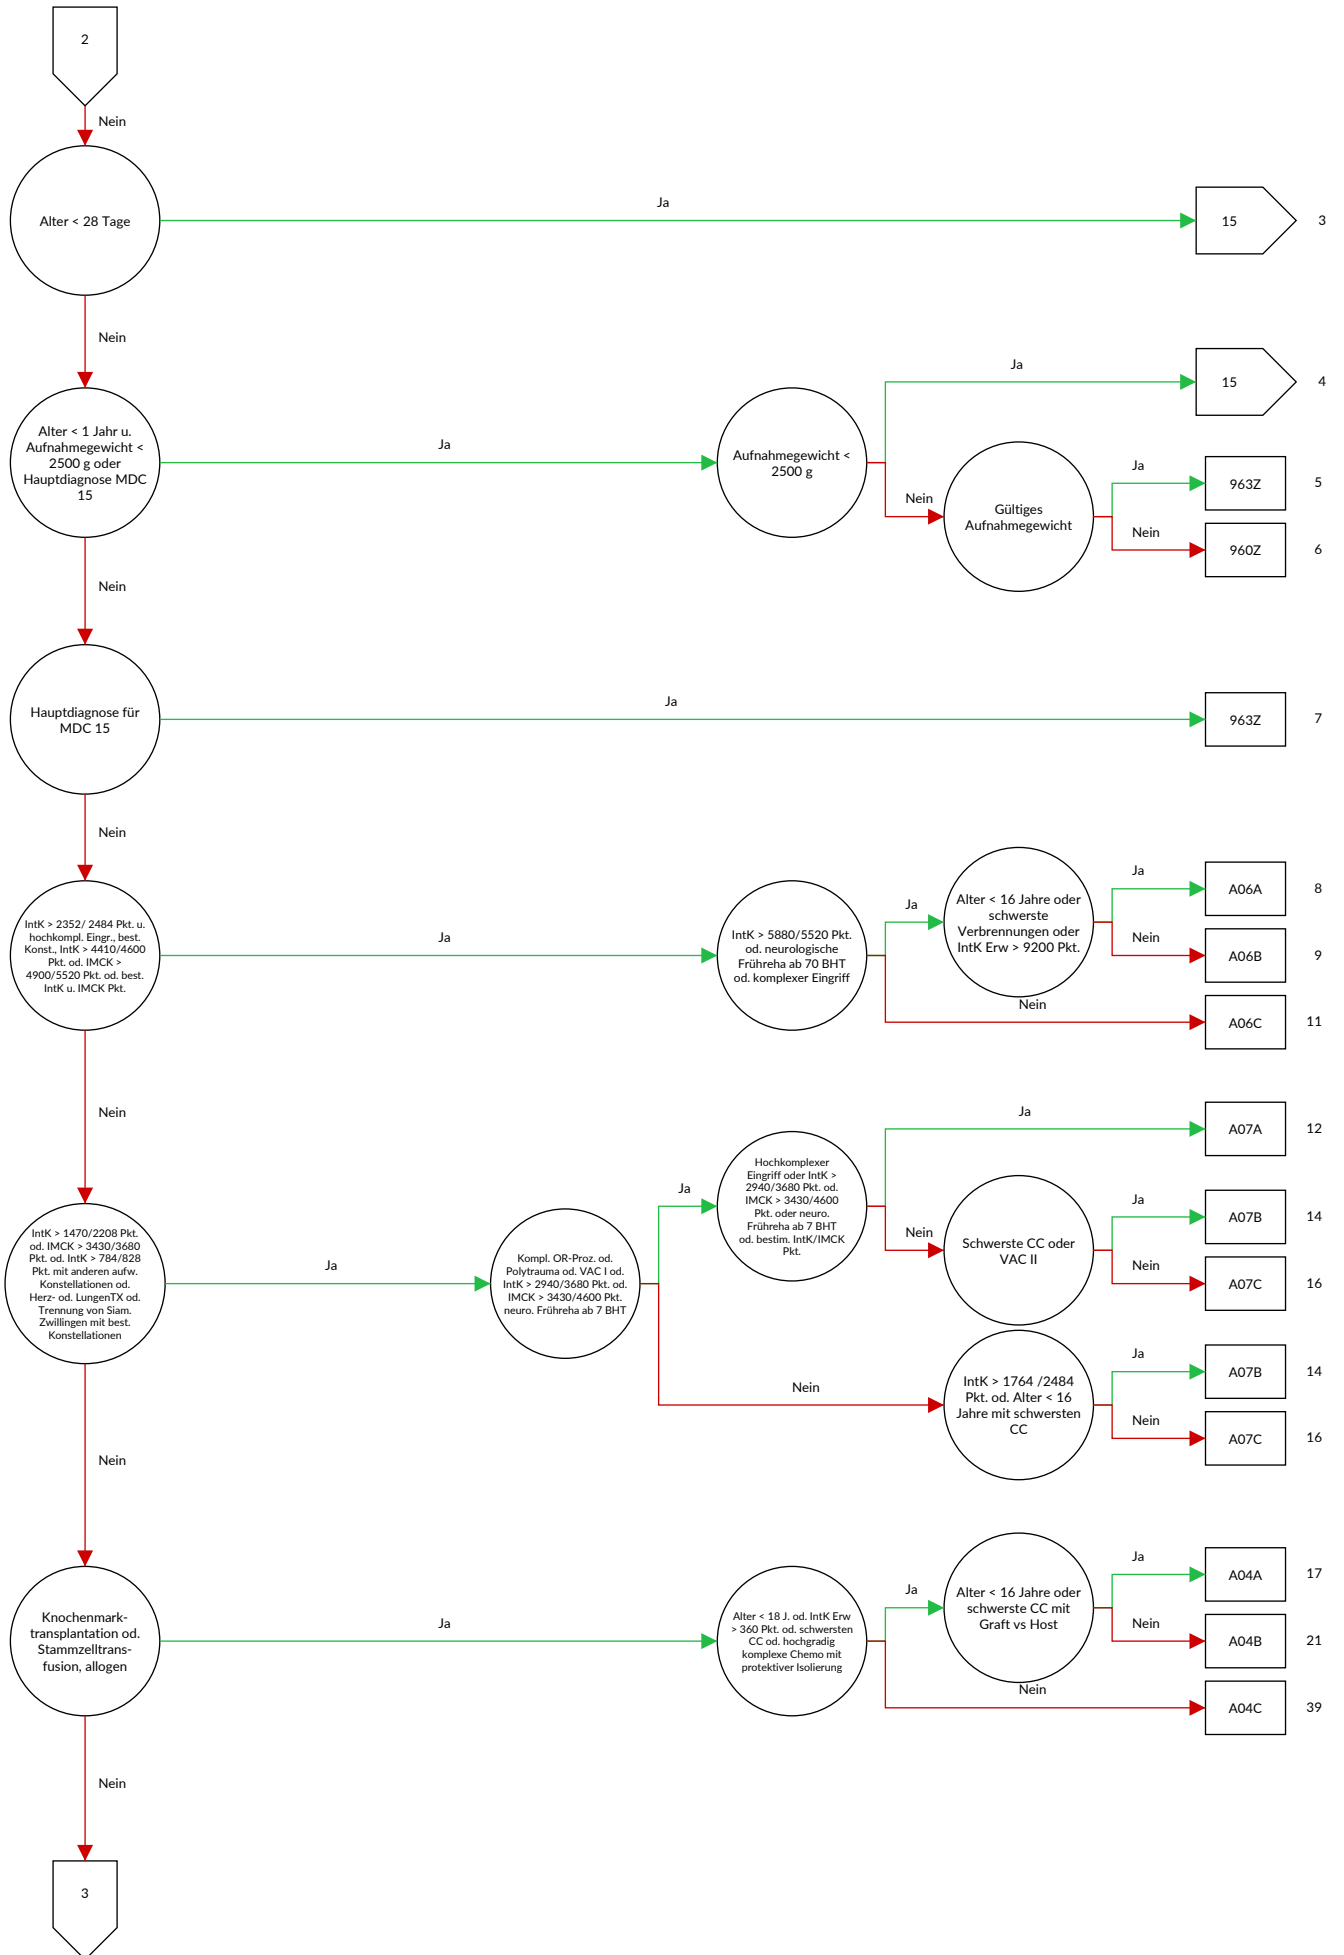 2
Nein
Alter < 28 Tage
Ja
15
3
Nein
Alter < 1 Jahr u.
Aufnahmegewicht <
2500 g oder
Hauptdiagnose MDC
15
Ja
Aufnahmegewicht <
2500 g
Ja
15
4
Nein
Gültiges
Aufnahmegewicht
Ja
963Z
5
Nein
960Z
6
Nein
Hauptdiagnose für
MDC 15
Ja
963Z
7
Nein
IntK > 2352/ 2484 Pkt. u.
hochkompl. Eingr., best.
Konst., IntK > 4410/4600
Pkt. od. IMCK >
4900/5520 Pkt. od. best.
IntK u. IMCK Pkt.
Ja
IntK > 5880/5520 Pkt.
od. neurologische
Frühreha ab 70 BHT
od. komplexer Eingriff
Ja
Alter < 16 Jahre oder
schwerste
Verbrennungen oder
IntK Erw > 9200 Pkt.
Ja
A06A
8
Nein
A06B
9
Nein
A06C
11
Nein
IntK > 1470/2208 Pkt.
od. IMCK > 3430/3680
Pkt. od. IntK > 784/828
Pkt. mit anderen aufw.
Konstellationen od.
Herz- od. LungenTX od.
Trennung von Siam.
Zwillingen mit best.
Konstellationen
Ja
Kompl. OR-Proz. od.
Polytrauma od. VAC I od.
IntK > 2940/3680 Pkt. od.
IMCK > 3430/4600 Pkt.
neuro. Frühreha ab 7 BHT
Ja
Hochkomplexer
Eingriff oder IntK >
2940/3680 Pkt. od.
IMCK > 3430/4600
Pkt. oder neuro.
Frühreha ab 7 BHT
od. bestim. IntK/IMCK
Pkt.
Ja
A07A
12
Nein
Schwerste CC oder
VAC II
Ja
A07B
14
Nein
A07C
16
Nein
IntK > 1764 /2484
Pkt. od. Alter < 16
Jahre mit schwersten
CC
Ja
A07B
14
Nein
A07C
16
Nein
Knochenmark-
transplantation od.
Stammzelltrans-
fusion, allogen
Ja
Alter < 18 J. od. IntK Erw
> 360 Pkt. od. schwersten
CC od. hochgradig
komplexe Chemo mit
protektiver Isolierung
Ja
Alter < 16 Jahre oder
schwerste CC mit
Graft vs Host
Ja
A04A
17
Nein
A04B
21
Nein
A04C
39
Nein
3